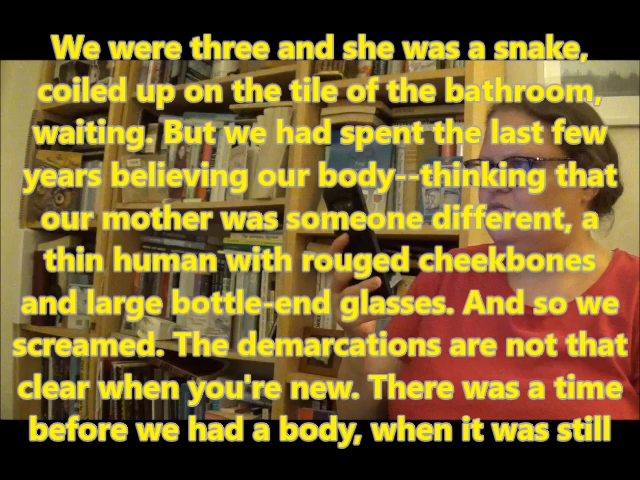 We were three and she was a snake,
coiled up on the tile of the bathroom,
waiting. But we had spent the last few
years believing our body--thinking that
our mother was someone different, a
thin human with rouged cheekbones
and large bottle-end glasses. And so we
screamed. The demarcations are not that
clear when you're new. There was a time
before we had a body, when it was still